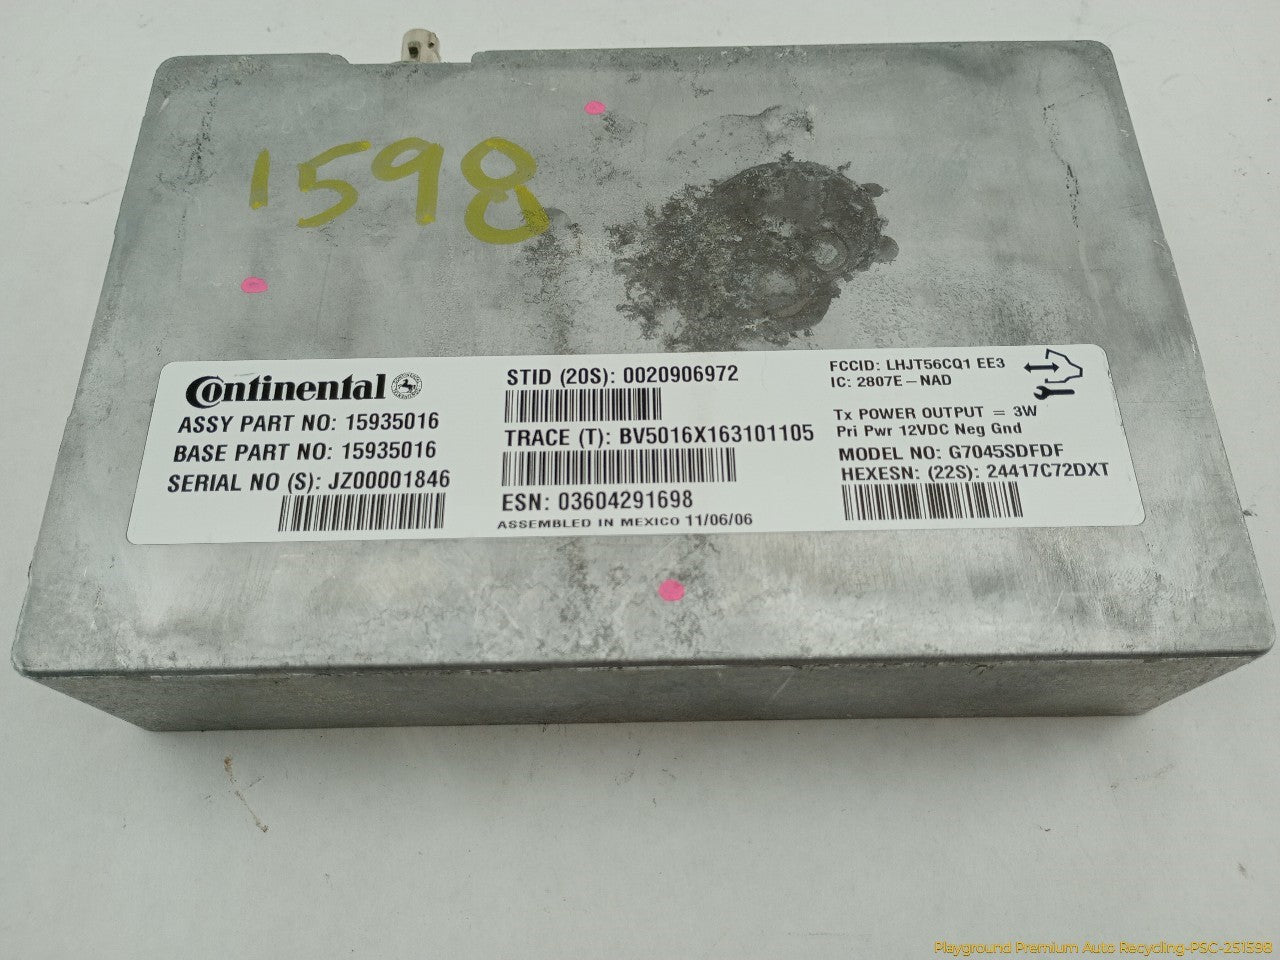 1598
Continental
ASSY PART NO: 15935016
BASE PART NO: 15935016
SERIAL NO (S): JZ00001846
STID (20S): 0020906972
TRACE (T): BV5016X163101105
ESN: 03604291698
ASSEMBLED IN MEXICO 11/06/06
FCCID: LHJT56CQ1 EE3
IC: 2807E-NAD
Tx POWER OUTPUT = 3W
Pri Pwr 12VDC Neg Gnd
MODEL NO: G7045SDFDF
HEXESN: (22S): 24417C72DXT
Playground Premium Auto Recycling-PSC-251598